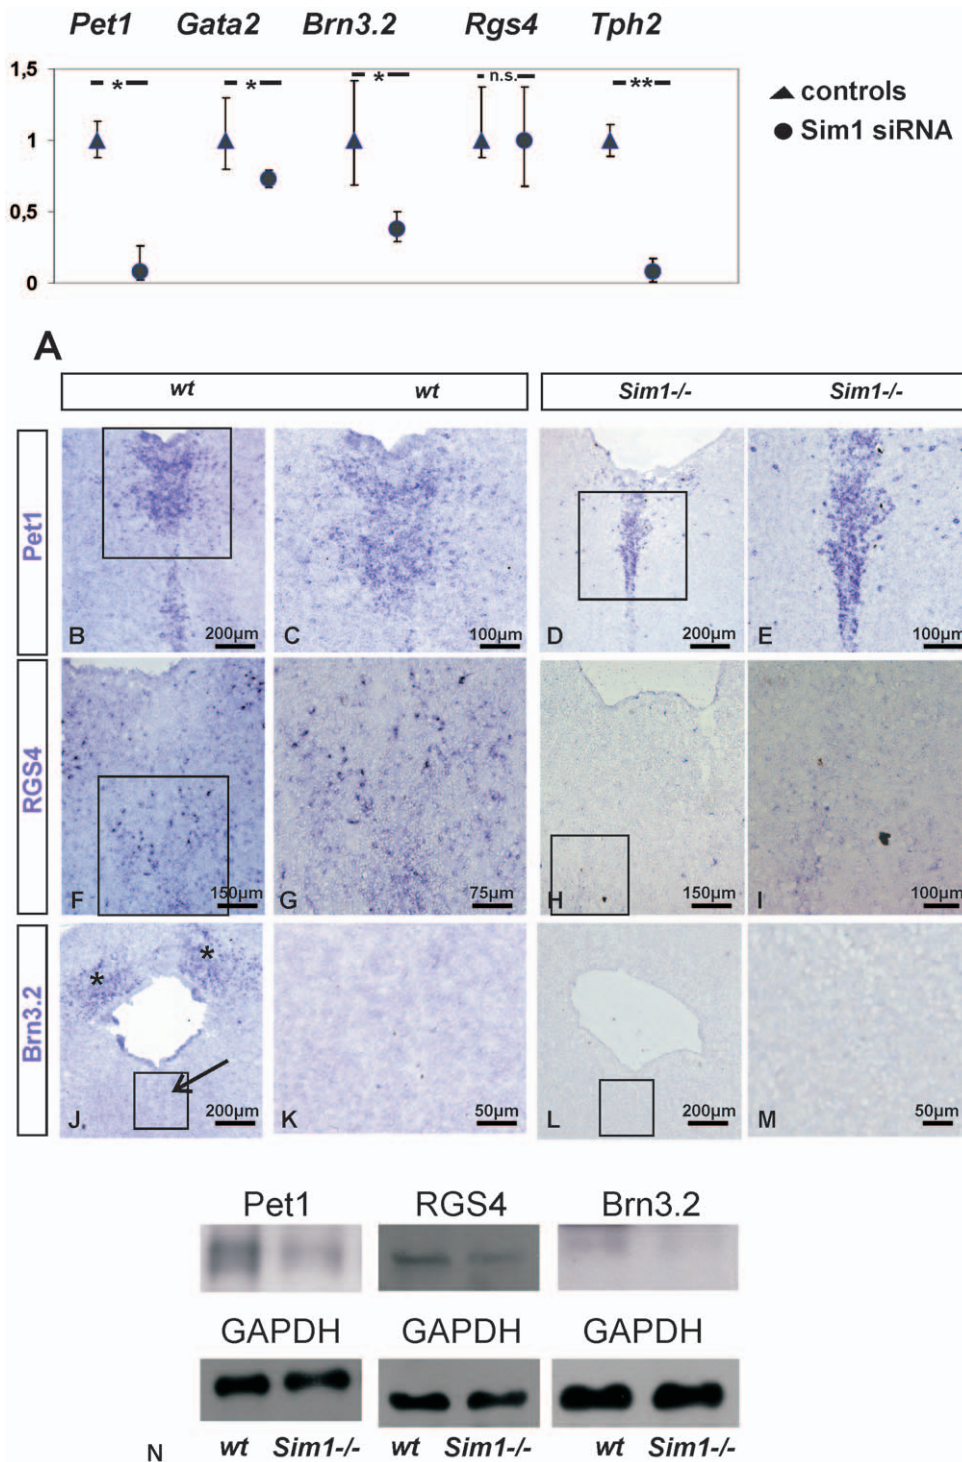 Pet1 Gata2 Brn3.2 Rgs4 Tph2
1,5
* * * n.s. **
controls
Sim1 siRNA
1
0,5
0
A
wt wt Sim1-/- Sim1-/-
Pet1
B 200µm C 100µm D 200µm E 100µm
RGS4
F 150µm G 75µm H 150µm I 100µm
Brn3.2
* *
J 200µm K 50µm L 200µm M 50µm
Pet1 RGS4 Brn3.2
GAPDH GAPDH GAPDH
N wt Sim1-/- wt Sim1-/- wt Sim1-/-